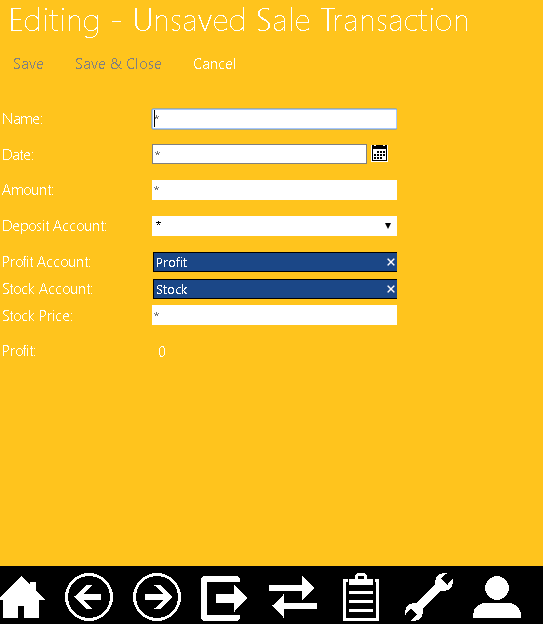 Editing - Unsaved Sale Transaction
Save Save & Close Cancel
Name: *
Date: *
Amount: *
Deposit Account: *
Profit Account: Profit ×
Stock Account: Stock ×
Stock Price: *
Profit: 0